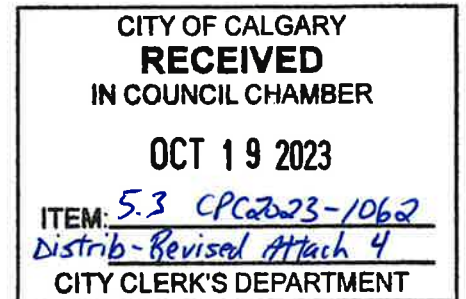 CITY OF CALGARY
RECEIVED
IN COUNCIL CHAMBER
OCT 19 2023
ITEM: 5.3 CPC2023-1062
Distrib-Revised Attach 4
CITY CLERK'S DEPARTMENT